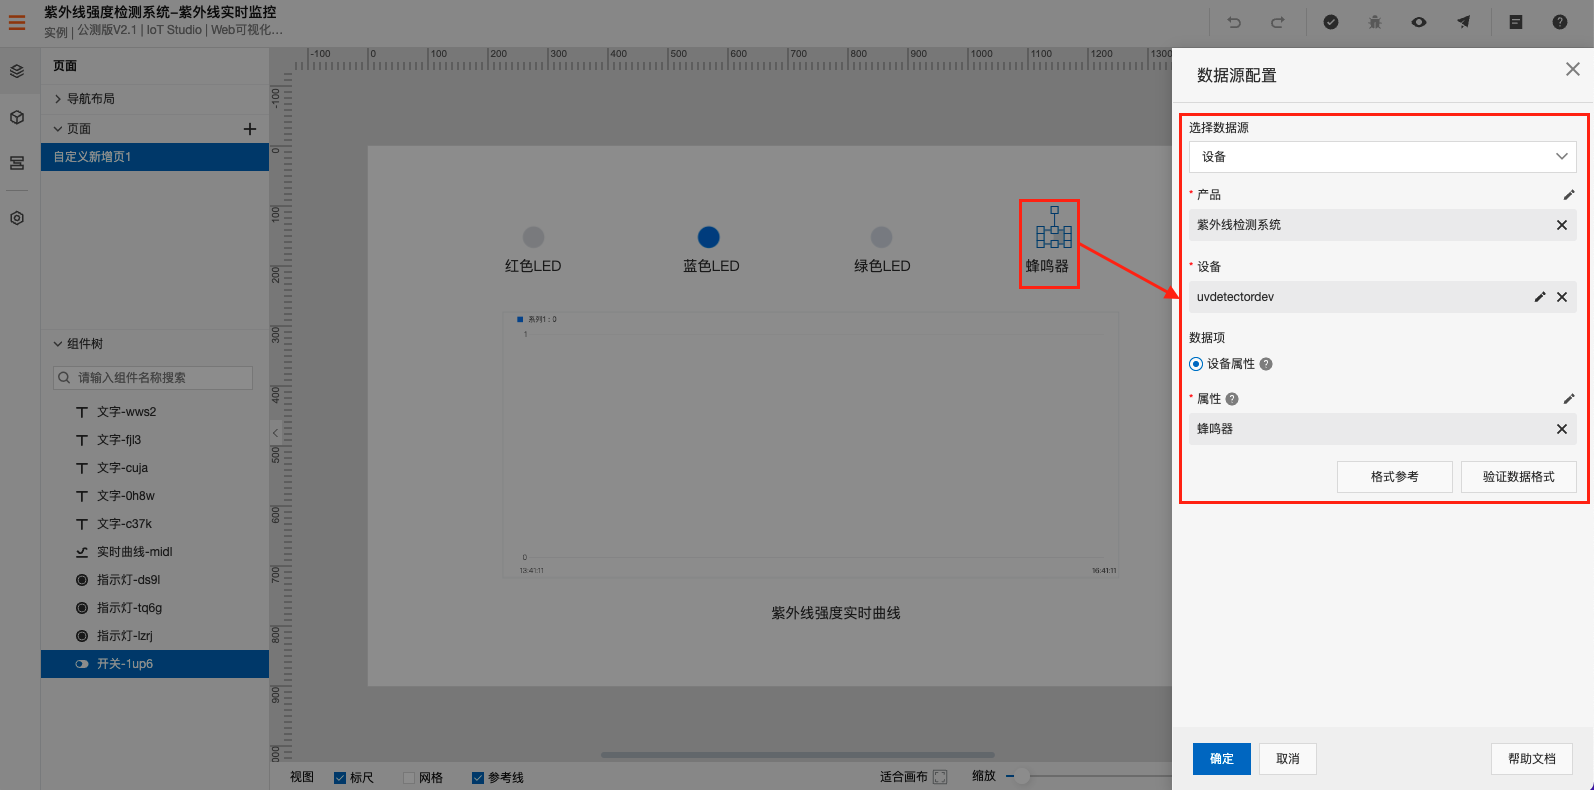 紫外线强度检测系统-紫外线实时监控
实例 | 公测版V2.1 | IoT Studio | Web可视化...
页面
导航布局
页面
自定义新增页1
组件树
请输入组件名称搜索
文字-wws2
文字-fjl3
文字-cuja
文字-0h8w
文字-c37k
实时曲线-midl
指示灯-ds9l
指示灯-tq6g
指示灯-lzrj
开关-1up6
-100 0 100 200 300 400 500 600 700 800 900 1000 1100 1200 1300
-100
0
100
200
300
400
500
600
700
800
900
红色LED 蓝色LED 绿色LED 蜂鸣器
系列1 : 0
1
0
13:41:11 16:41:11
紫外线强度实时曲线
视图 标尺 网格 参考线 适合画布 缩放
数据源配置
选择数据源
设备
* 产品
紫外线检测系统
* 设备
uvdetectordev
数据项
设备属性 ?
* 属性 ?
蜂鸣器
格式参考 验证数据格式
确定 取消 帮助文档